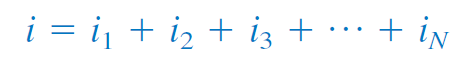 i = i₁ + i₂ + i₃ + ⋯ + i_N